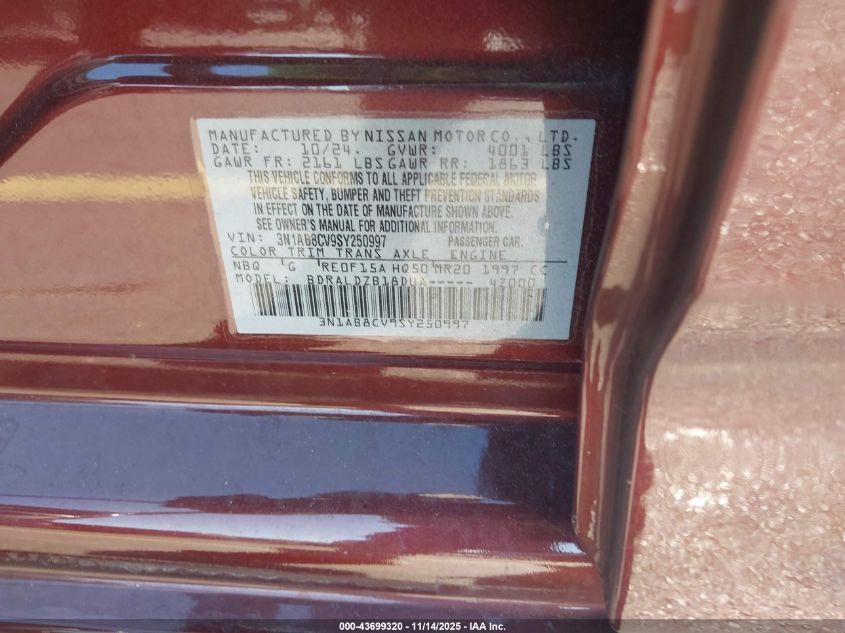 MANUFACTURED BY NISSAN MOTOR CO., LTD.
DATE: 10/24. GVWR: 4001 LBS
GAWR FR: 2161 LBS GAWR RR: 1863 LBS
THIS VEHICLE CONFORMS TO ALL APPLICABLE FEDERAL MOTOR
VEHICLE SAFETY, BUMPER AND THEFT PREVENTION STANDARDS
IN EFFECT ON THE DATE OF MANUFACTURE SHOWN ABOVE.
SEE OWNER'S MANUAL FOR ADDITIONAL INFORMATION.
VIN: 3N1AB8CV9SY250997 PASSENGER CAR.
COLOR TRIM TRANS AXLE ENGINE
NBQ G RE0F15A HQ50 MR20 1997 CC
MODEL: BDRALDZB18DUA----- 4Z000
3N1AB8CV9SY250997
000-43699320 - 11/14/2025 - IAA Inc.